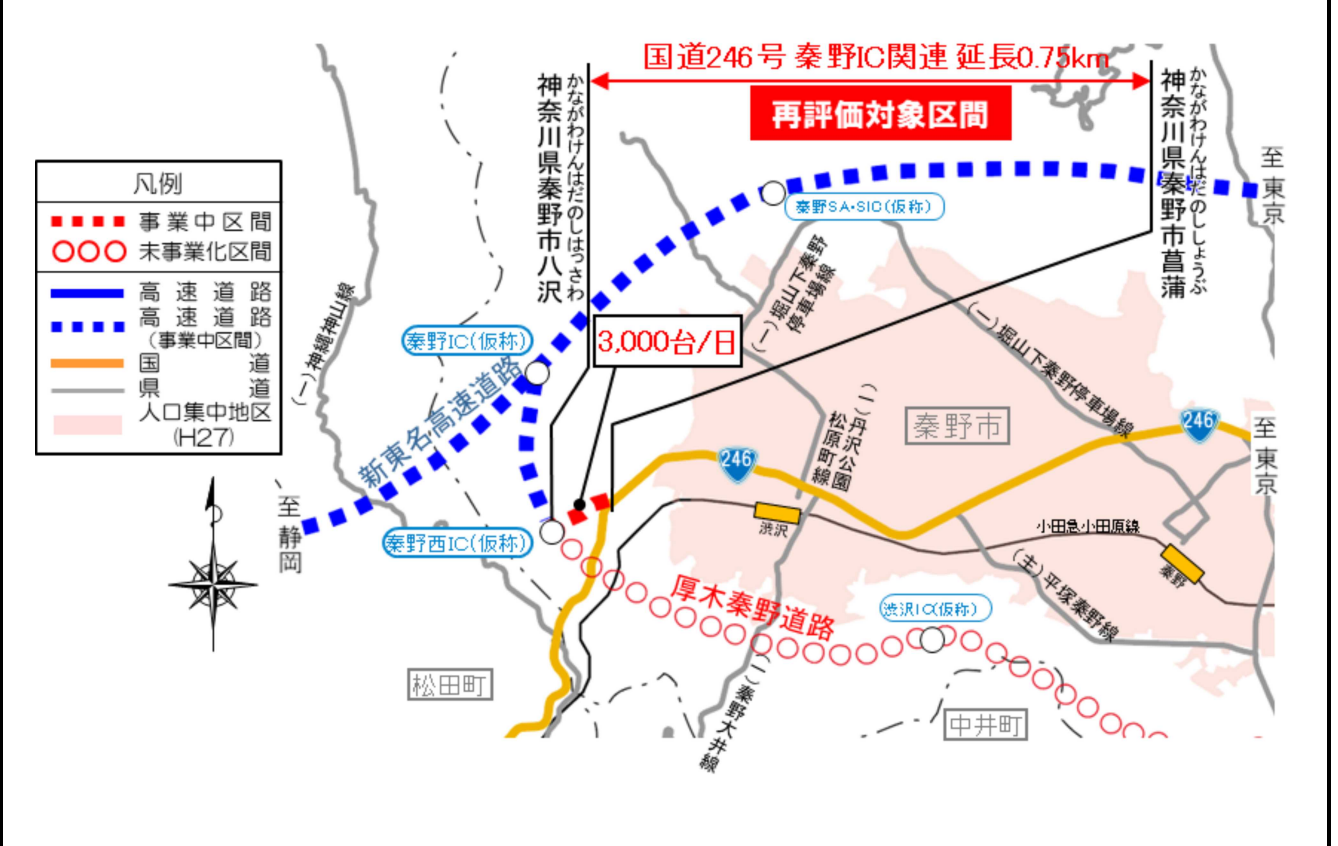 国道246号 秦野IC関連 延長0.75km
再評価対象区間
神奈川県秦野市八沢
かながわけんはだのしはっさわ
神奈川県秦野市菖蒲
かながわけんはだのししょうぶ
至東京
凡例
事業中区間
未事業化区間
高速道路
高速道路
(事業中区間)
国道
県道
人口集中地区
(H27)
(一)神縄神山線
秦野SA・SIC(仮称)
(一)堀山下秦野
停車場線
秦野IC(仮称)
3,000台/日
新東名高速道路
(一)堀山下秦野停車場線
(一)丹沢公園
松原町線
秦野市
246
246
至東京
至静岡
秦野西IC(仮称)
渋沢
小田急小田原線
秦野
(主)平塚秦野線
厚木秦野道路
渋沢IC(仮称)
松田町
(一)秦野大井線
中井町